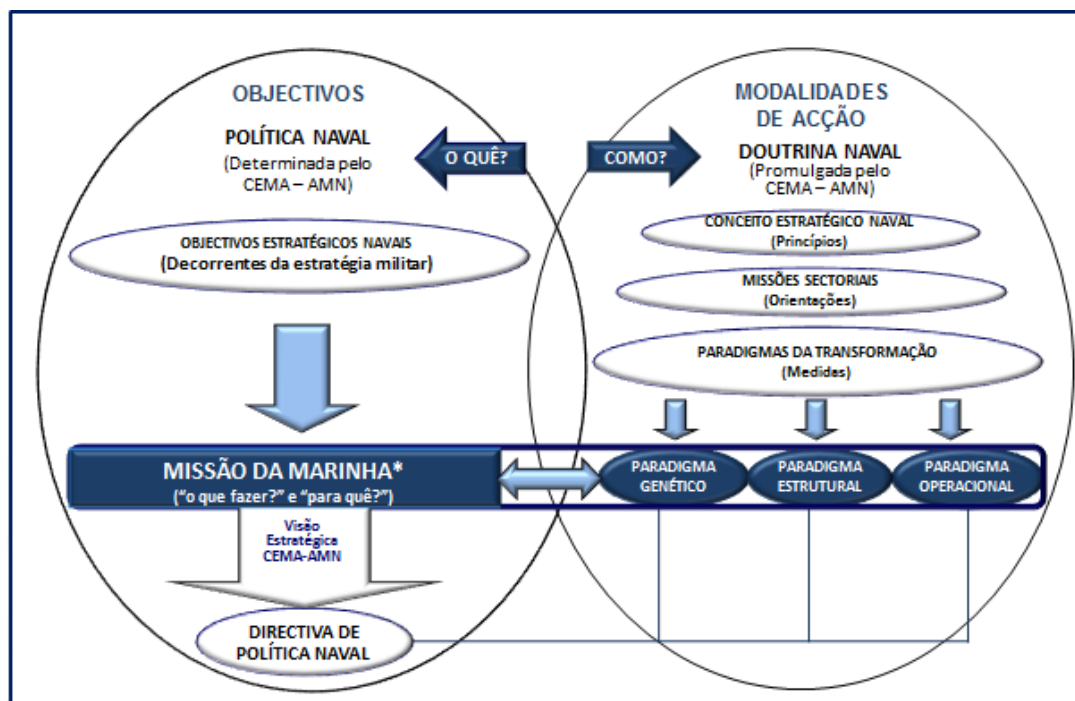 OBJECTIVOS
POLÍTICA NAVAL
(Determinada pelo
CEMA – AMN)
O QUÊ?
OBJECTIVOS ESTRATÉGICOS NAVAIS
(Decorrentes da estratégia militar)
MISSÃO DA MARINHA*
("o que fazer?" e "para quê?")
Visão
Estratégica
CEMA-AMN
DIRECTIVA DE
POLÍTICA NAVAL
MODALIDADES
DE ACÇÃO
COMO?
DOUTRINA NAVAL
(Promulgada pelo
CEMA – AMN)
CONCEITO ESTRATÉGICO NAVAL
(Princípios)
MISSÕES SECTORIAIS
(Orientações)
PARADIGMAS DA TRANSFORMAÇÃO
(Medidas)
PARADIGMA
GENÉTICO
PARADIGMA
ESTRUTURAL
PARADIGMA
OPERACIONAL